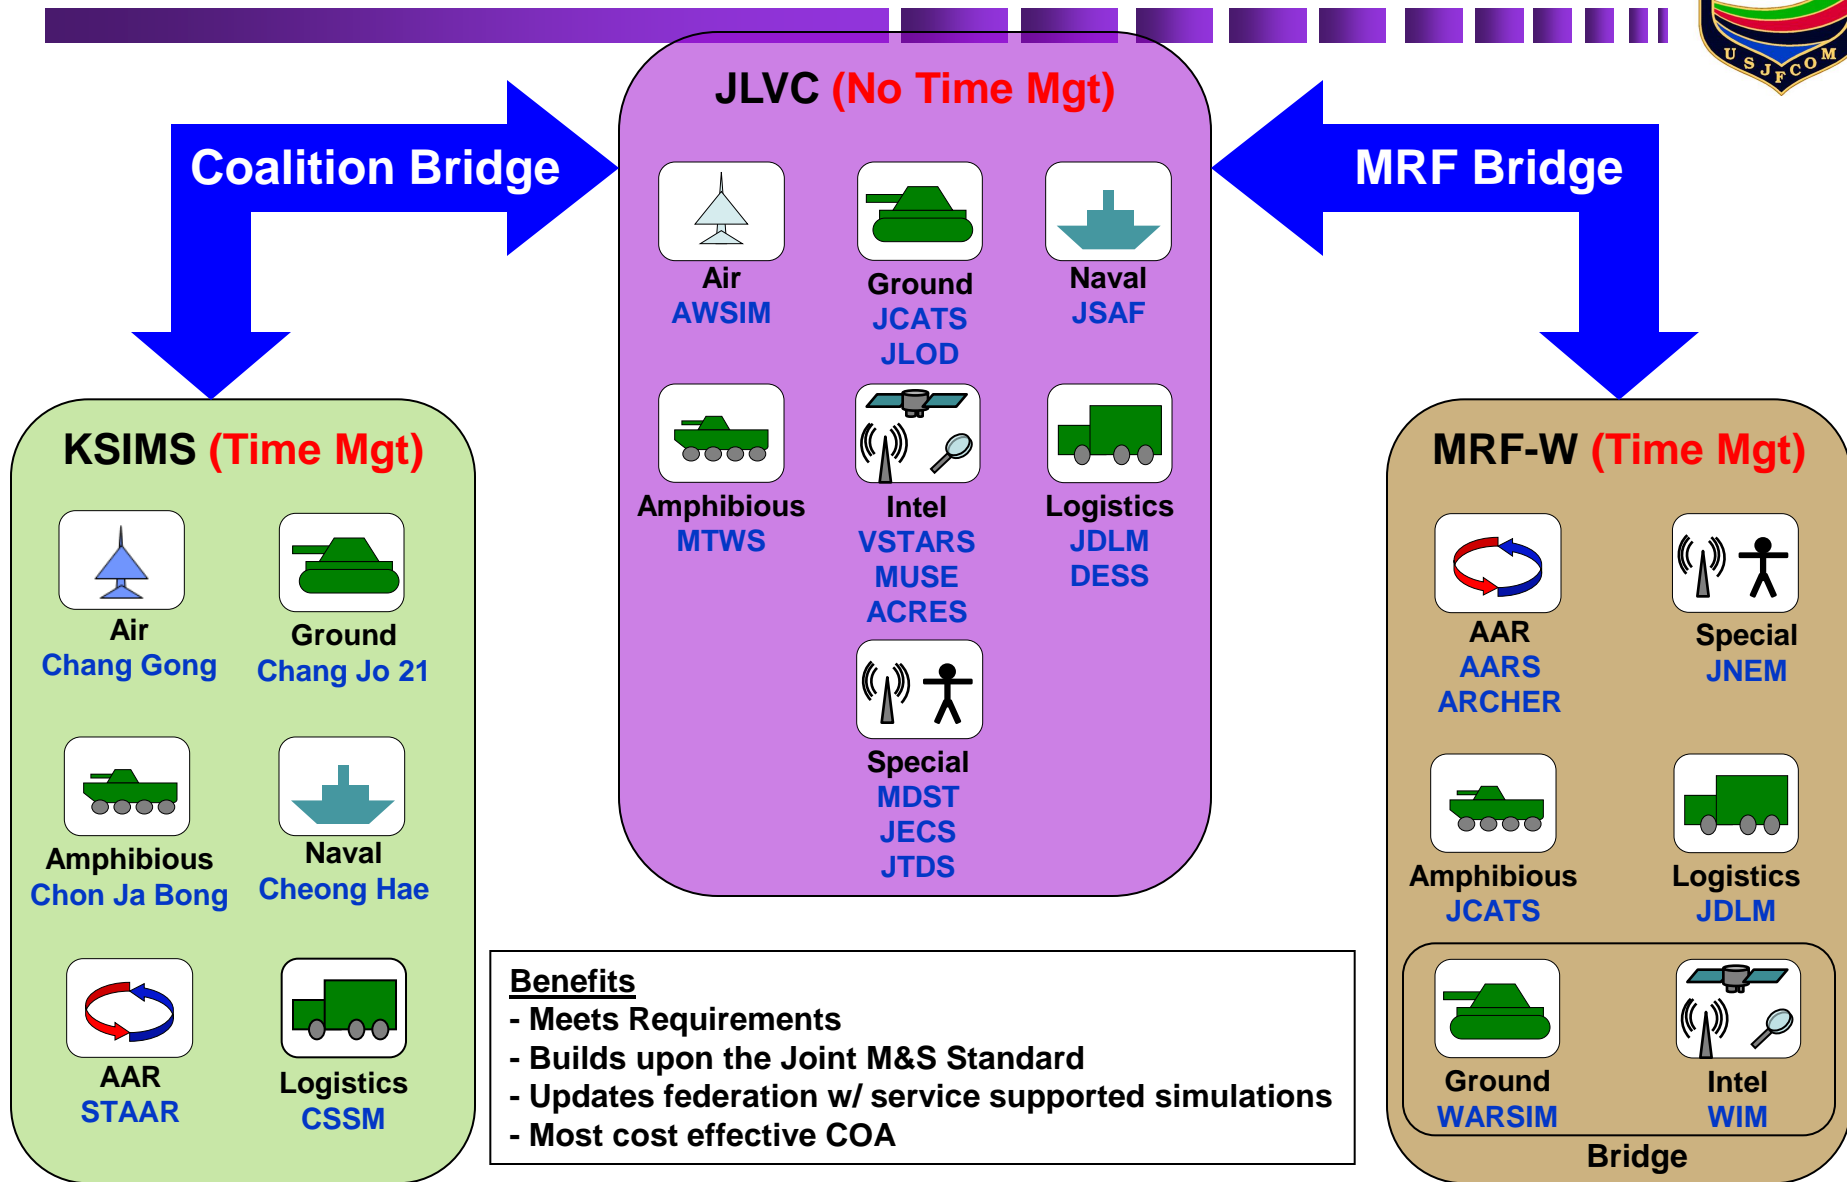 USJFCOM
JLVC (No Time Mgt)
Coalition Bridge
MRF Bridge
Air
AWSIM
Ground
JCATS
JLOD
Naval
JSAF
Amphibious
MTWS
Intel
VSTARS
MUSE
ACRES
Logistics
JDLM
DESS
Special
MDST
JECS
JTDS
KSIMS (Time Mgt)
Air
Chang Gong
Ground
Chang Jo 21
Amphibious
Chon Ja Bong
Naval
Cheong Hae
AAR
STAAR
Logistics
CSSM
Benefits
- Meets Requirements
- Builds upon the Joint M&S Standard
- Updates federation w/ service supported simulations
- Most cost effective COA
MRF-W (Time Mgt)
AAR
AARS
ARCHER
Special
JNEM
Amphibious
JCATS
Logistics
JDLM
Ground
WARSIM
Intel
WIM
Bridge